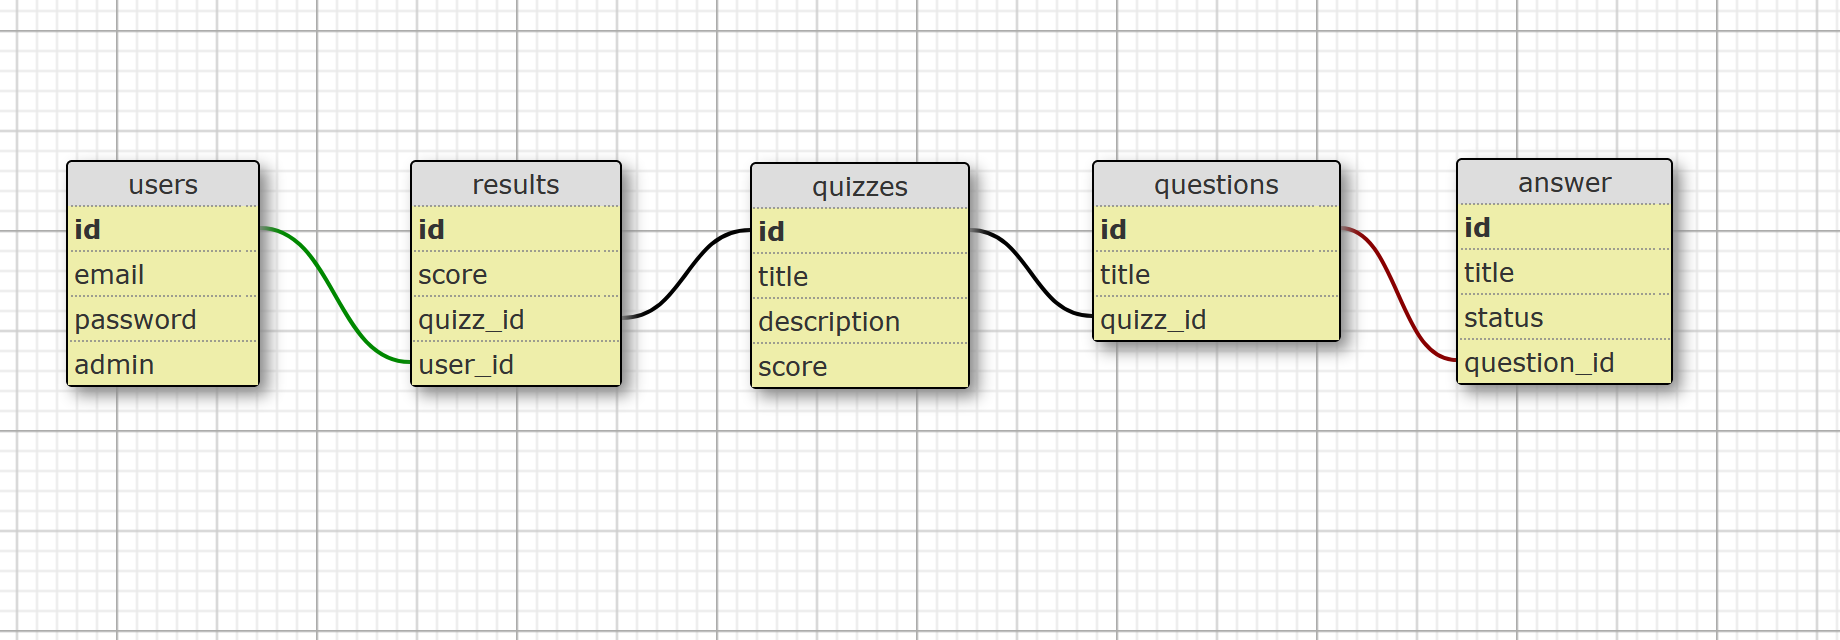 users
id
email
password
admin
results
id
score
quizz_id
user_id
quizzes
id
title
description
score
questions
id
title
quizz_id
answer
id
title
status
question_id